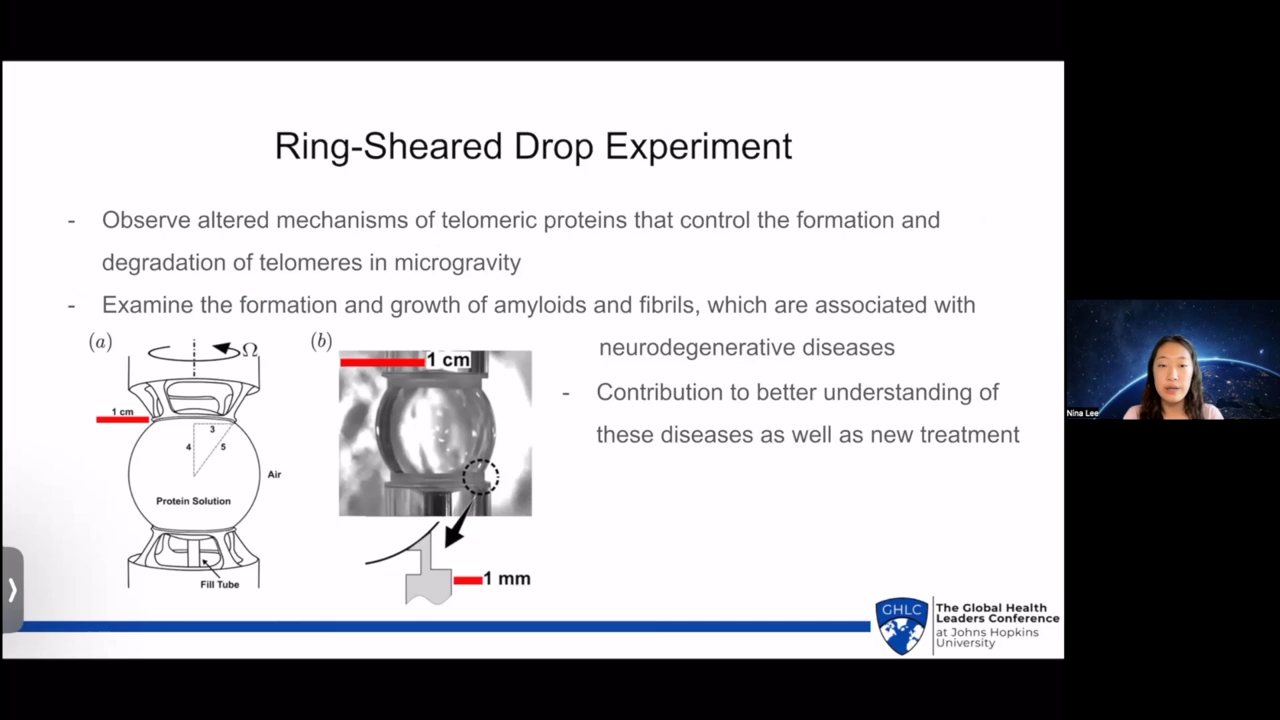 Ring-Sheared Drop Experiment
- Observe altered mechanisms of telomeric proteins that control the formation and
degradation of telomeres in microgravity
- Examine the formation and growth of amyloids and fibrils, which are associated with
neurodegenerative diseases
- Contribution to better understanding of
these diseases as well as new treatment
(a)
Ω
1 cm
3
4
5
Air
Protein Solution
Fill Tube
(b)
1 cm
1 mm
GHLC
The Global Health
Leaders Conference
at Johns Hopkins
University
Nina Lee